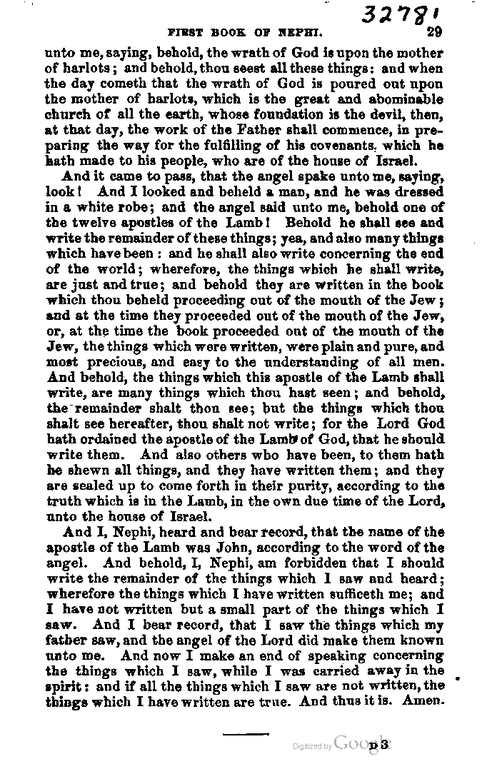 32781
FIRST BOOK OF NEPHI. 29
unto me, saying, behold, the wrath of God is upon the mother
of harlots; and behold, thou seest all these things: and when
the day cometh that the wrath of God is poured out upon
the mother of harlots, which is the great and abominable
church of all the earth, whose foundation is the devil, then,
at that day, the work of the Father shall commence, in pre-
paring the way for the fulfilling of his covenants, which he
hath made to his people, who are of the house of Israel.
And it came to pass, that the angel spake unto me, saying,
look! And I looked and beheld a man, and he was dressed
in a white robe; and the angel said unto me, behold one of
the twelve apostles of the Lamb! Behold he shall see and
write the remainder of these things; yea, and also many things
which have been: and he shall also write concerning the end
of the world; wherefore, the things which he shall write,
are just and true; and behold they are written in the book
which thou beheld proceeding out of the mouth of the Jew;
and at the time they proceeded out of the mouth of the Jew,
or, at the time the book proceeded out of the mouth of the
Jew, the things which were written, were plain and pure, and
most precious, and easy to the understanding of all men.
And behold, the things which this apostle of the Lamb shall
write, are many things which thou hast seen; and behold,
the remainder shalt thou see; but the things which thou
shalt see hereafter, thou shalt not write; for the Lord God
hath ordained the apostle of the Lamb of God, that he should
write them. And also others who have been, to them hath
he shewn all things, and they have written them; and they
are sealed up to come forth in their purity, according to the
truth which is in the Lamb, in the own due time of the Lord,
unto the house of Israel.
And I, Nephi, heard and bear record, that the name of the
apostle of the Lamb was John, according to the word of the
angel. And behold, I, Nephi, am forbidden that I should
write the remainder of the things which I saw and heard;
wherefore the things which I have written sufficeth me; and
I have not written but a small part of the things which I
saw. And I bear record, that I saw the things which my
father saw, and the angel of the Lord did make them known
unto me. And now I make an end of speaking concerning
the things which I saw, while I was carried away in the
spirit: and if all the things which I saw are not written, the
things which I have written are true. And thus it is. Amen.
Digitized by Google D 3